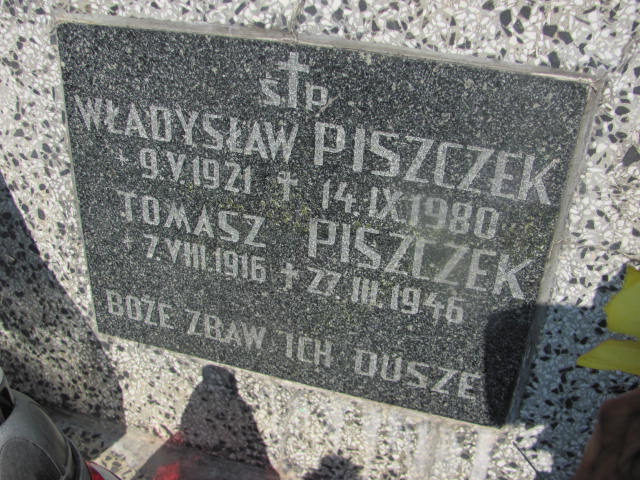 Ś†P
WŁADYSŁAW PISZCZEK
+ 9.V.1921 † 14.IX.1980
TOMASZ PISZCZEK
+ 7.VIII.1916 † 27.III.1946
BOŻE ZBAW ICH DUSZE